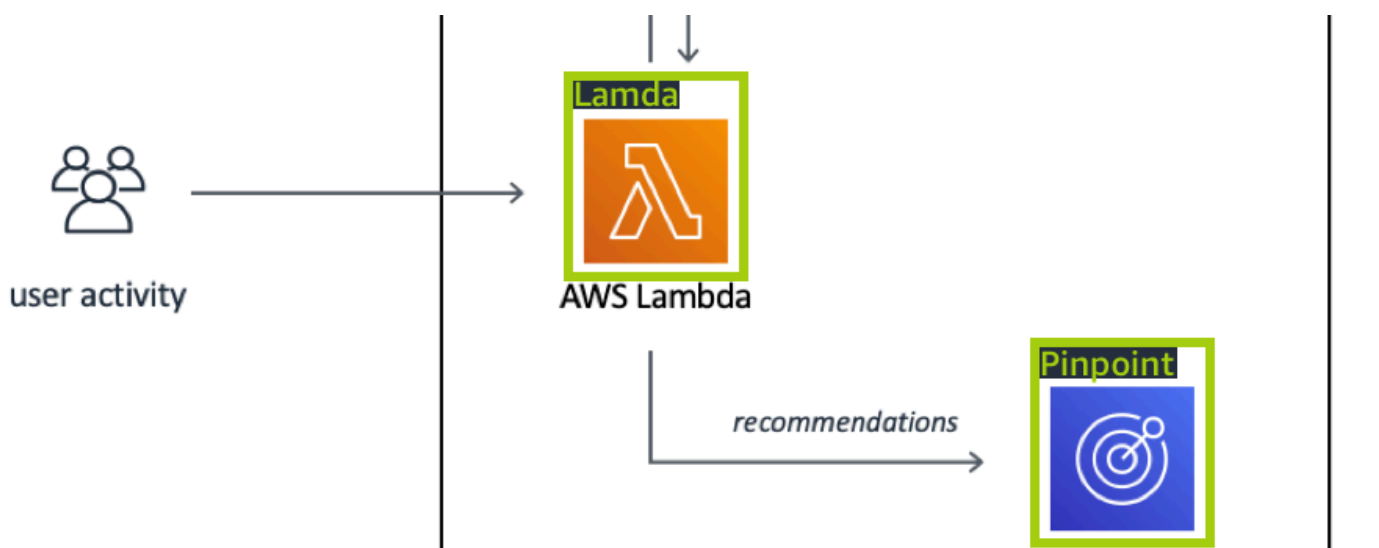 Lamda
user activity
AWS Lambda
Pinpoint
recommendations